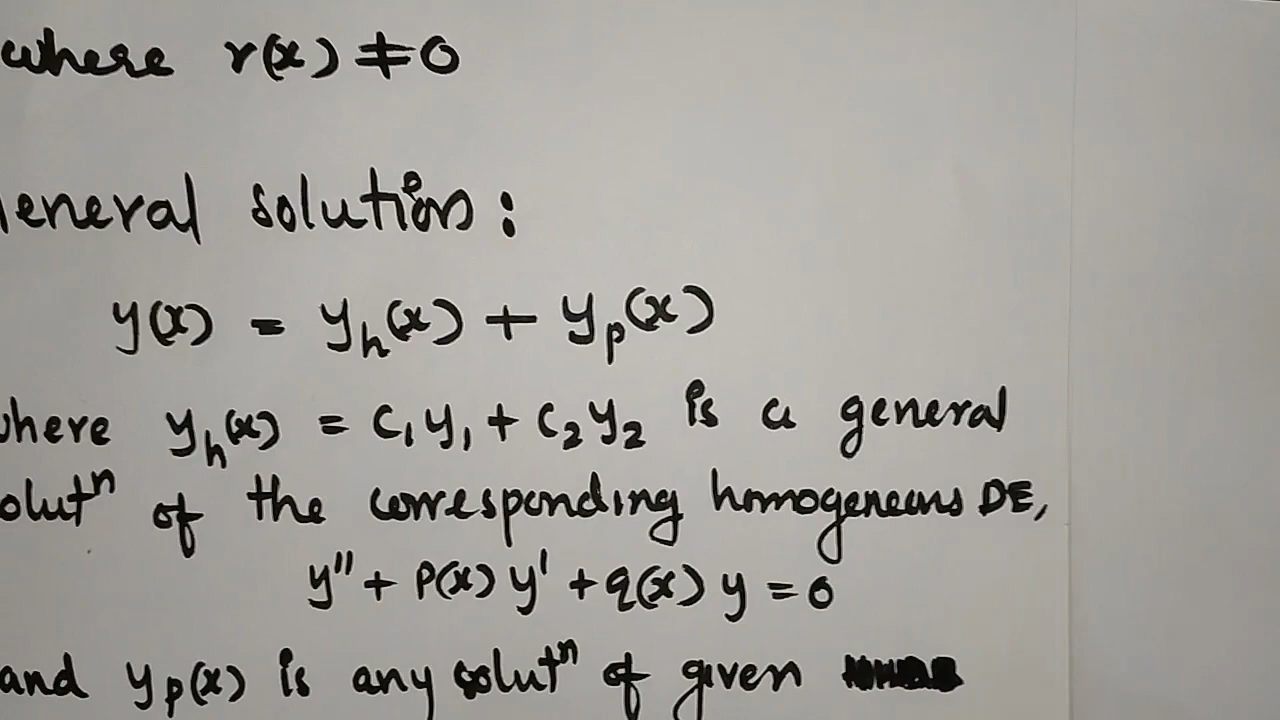 where r(x) ≠ 0
eneral solution:
y(x) = yₕ(x) + yₚ(x)
here yₕ(x) = C₁y₁ + C₂y₂ is a general
olutⁿ of the corresponding homogeneous DE,
y'' + p(x) y' + q(x) y = 0
and yₚ(x) is any solutⁿ of given